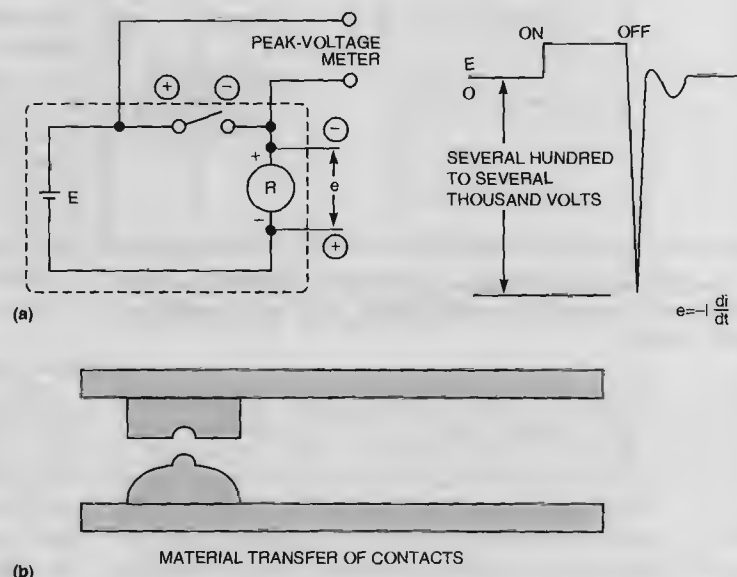 PEAK-VOLTAGE
METER
+ −
−
+
E
R
e
−
+
(a)
ON OFF
E
O
SEVERAL HUNDRED
TO SEVERAL
THOUSAND VOLTS
e=−l di/dt
(b)
MATERIAL TRANSFER OF CONTACTS